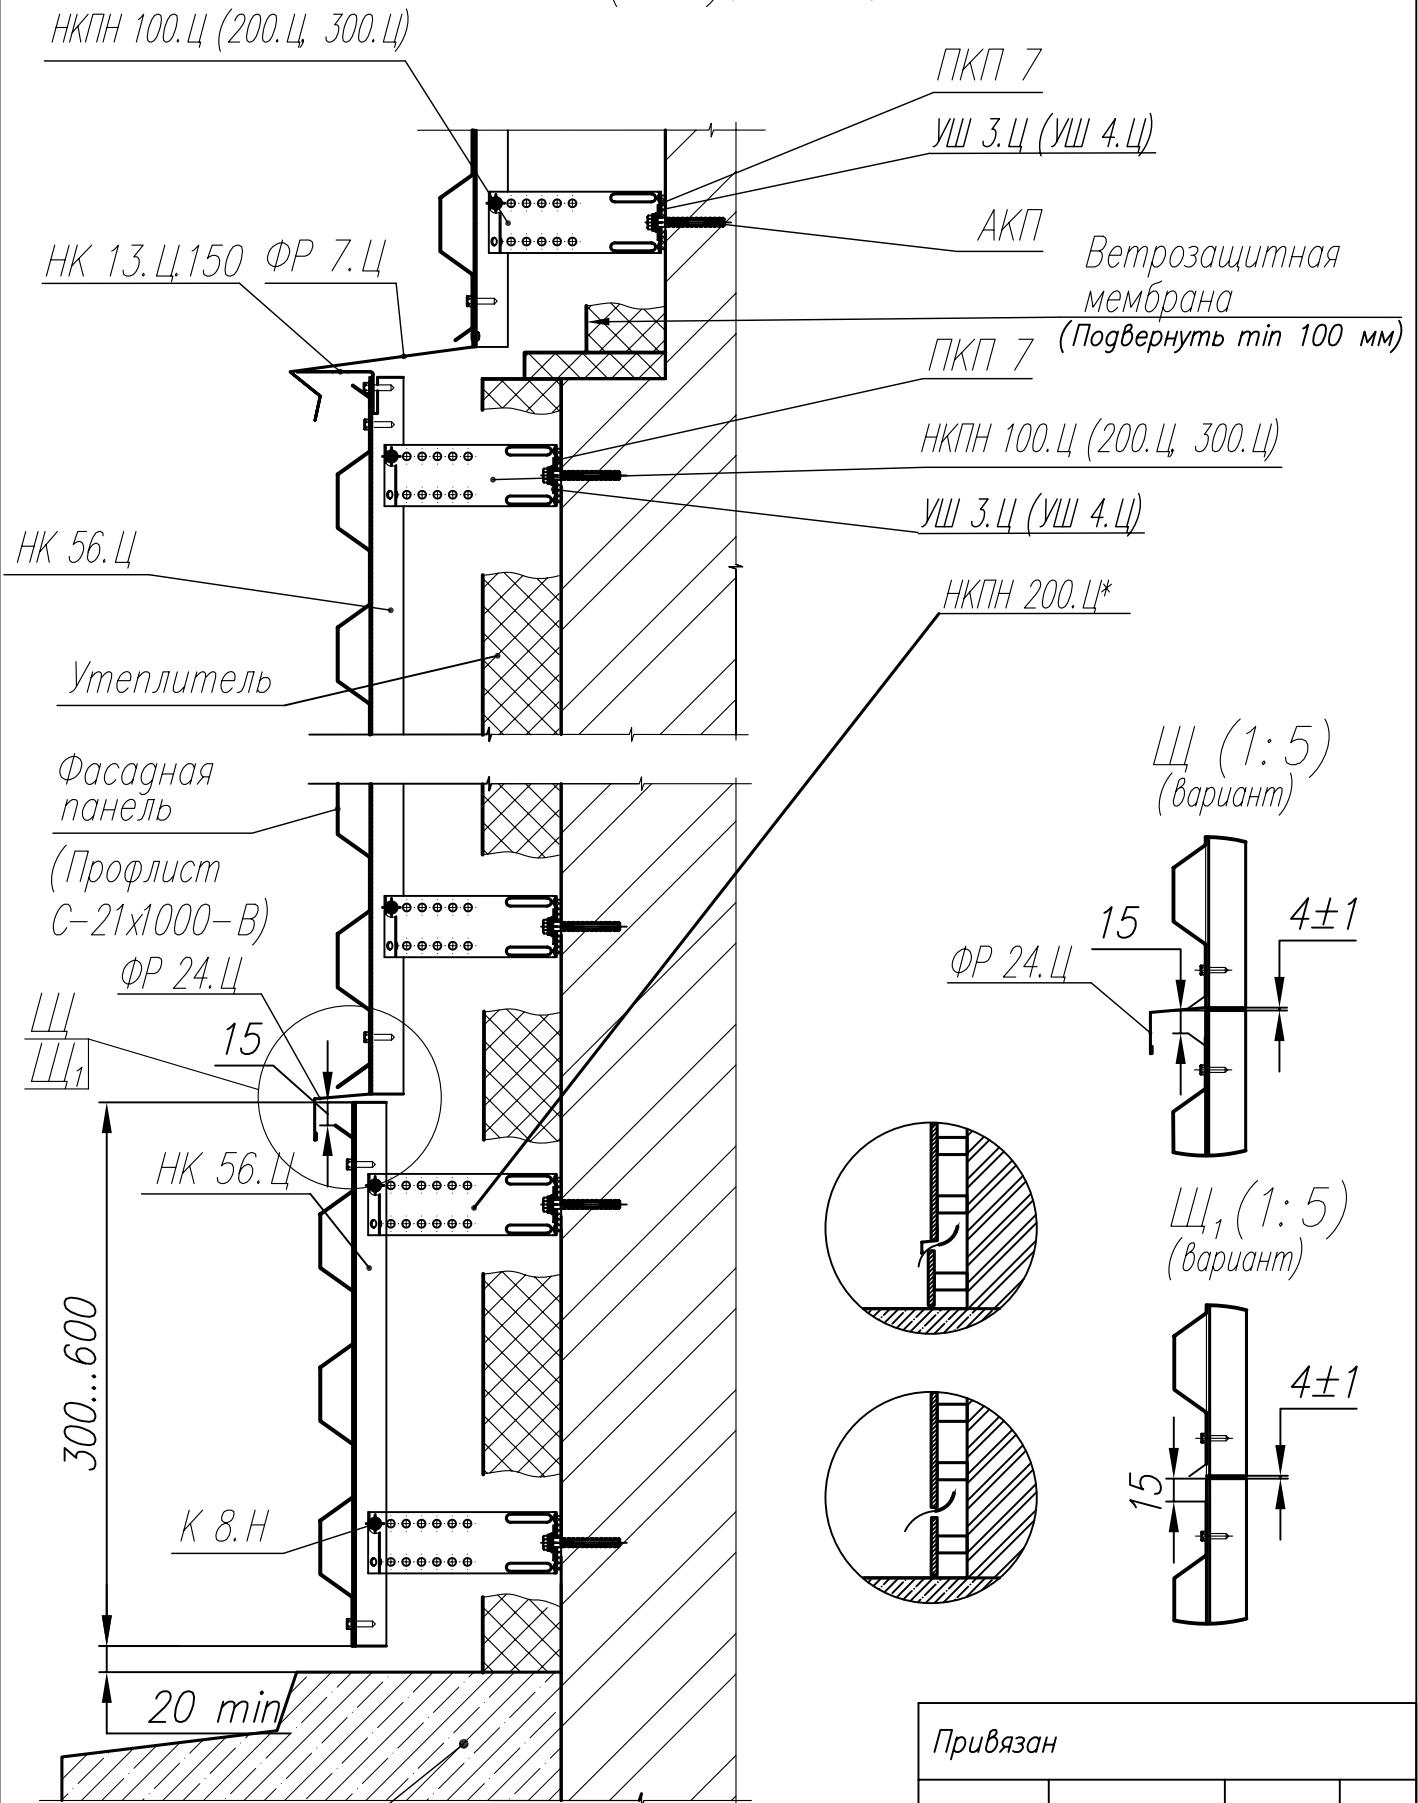 НКПН 100.Ц (200.Ц, 300.Ц)
ПКП 7
УШ 3.Ц (УШ 4.Ц)
АКП
Ветрозащитная
мембрана
(Подвернуть min 100 мм)
НК 13.Ц.150
ФР 7.Ц
ПКП 7
НКПН 100.Ц (200.Ц, 300.Ц)
УШ 3.Ц (УШ 4.Ц)
НК 56.Ц
НКПН 200.Ц*
Утеплитель
Фасадная
панель
(Профлист
С-21х1000-В)
ФР 24.Ц
Щ
Щ₁
15
НК 56.Ц
300...600
К 8.Н
20 min
Щ (1:5)
(вариант)
15
4±1
ФР 24.Ц
Щ₁ (1:5)
(вариант)
4±1
15
Привязан